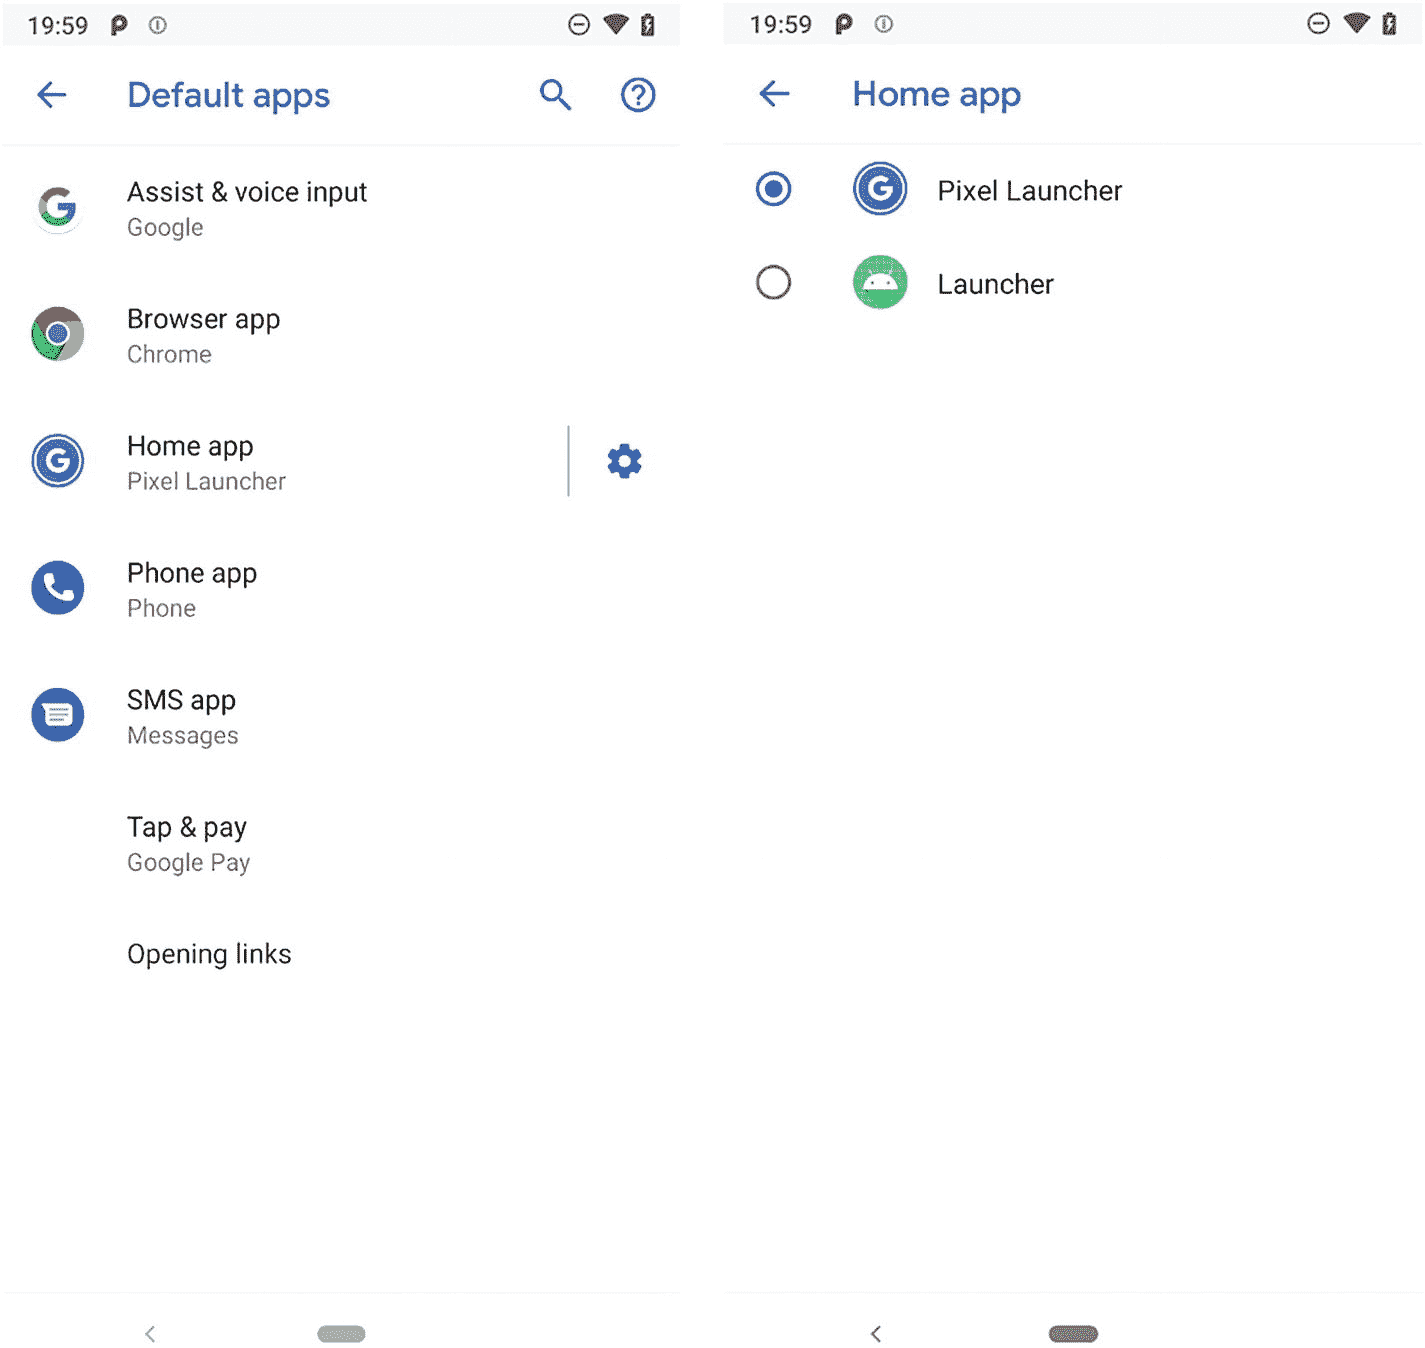 19:59
Default apps
Assist & voice input
Google
Browser app
Chrome
Home app
Pixel Launcher
Phone app
Phone
SMS app
Messages
Tap & pay
Google Pay
Opening links
19:59
Home app
Pixel Launcher
Launcher